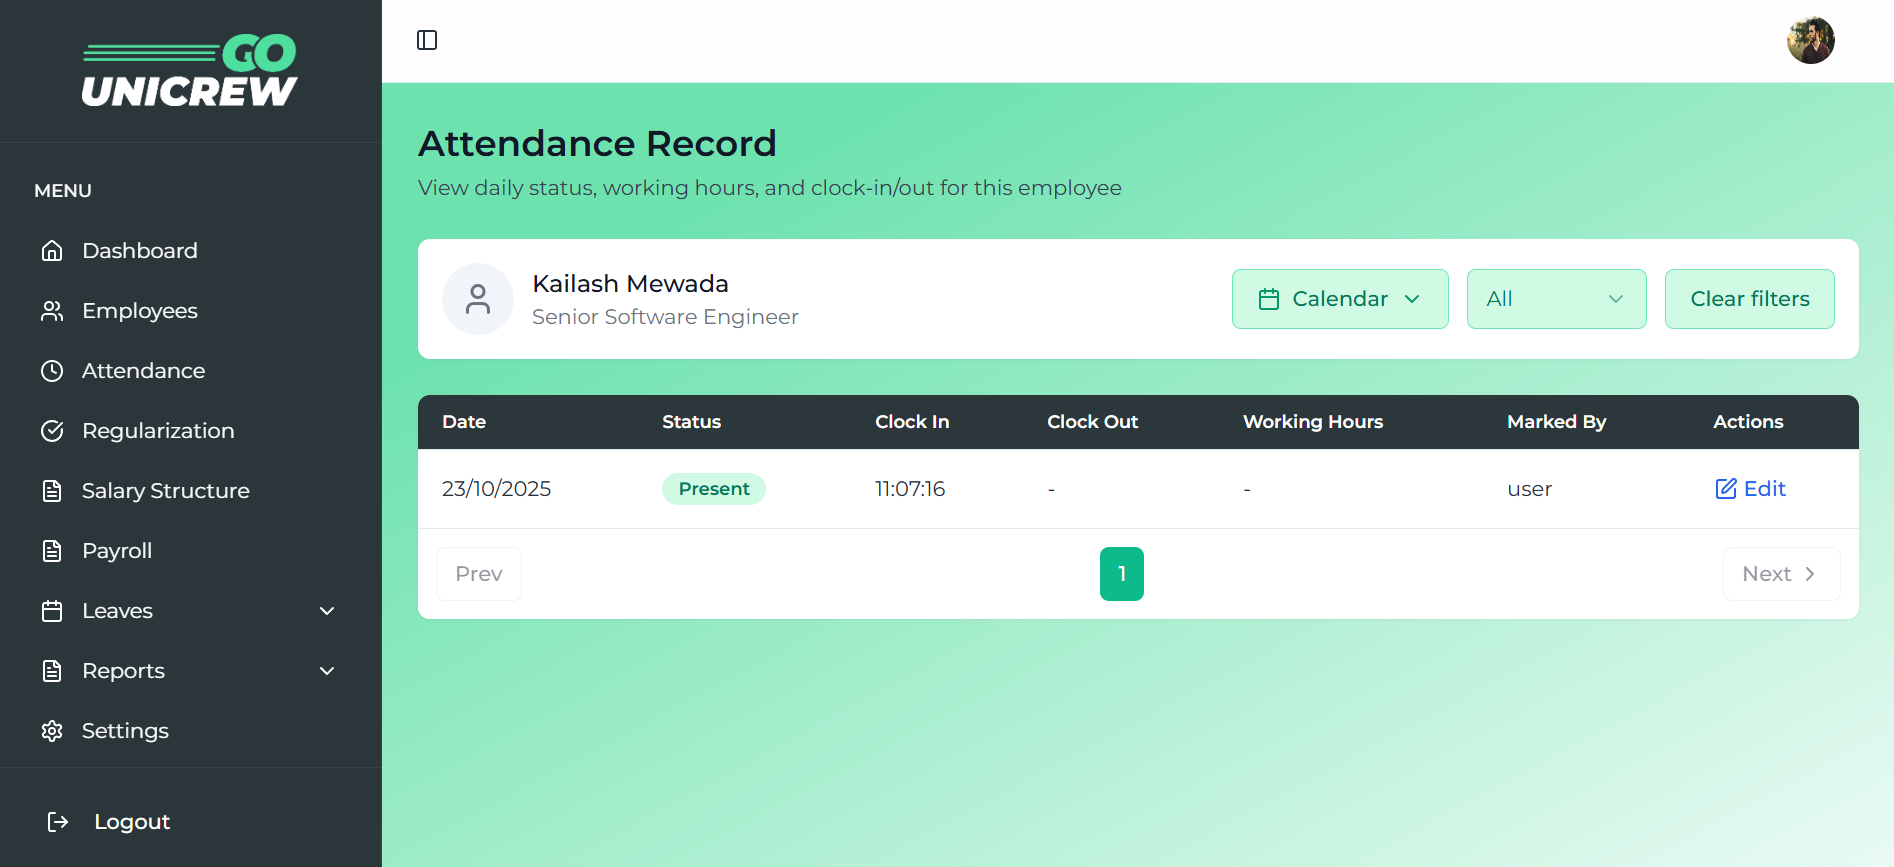 GO
UNICREW
MENU
Dashboard
Employees
Attendance
Regularization
Salary Structure
Payroll
Leaves
Reports
Settings
Logout
Attendance Record
View daily status, working hours, and clock-in/out for this employee
Kailash Mewada
Senior Software Engineer
Calendar
All
Clear filters
Date Status Clock In Clock Out Working Hours Marked By Actions
23/10/2025 Present 11:07:16 - - user Edit
Prev 1 Next